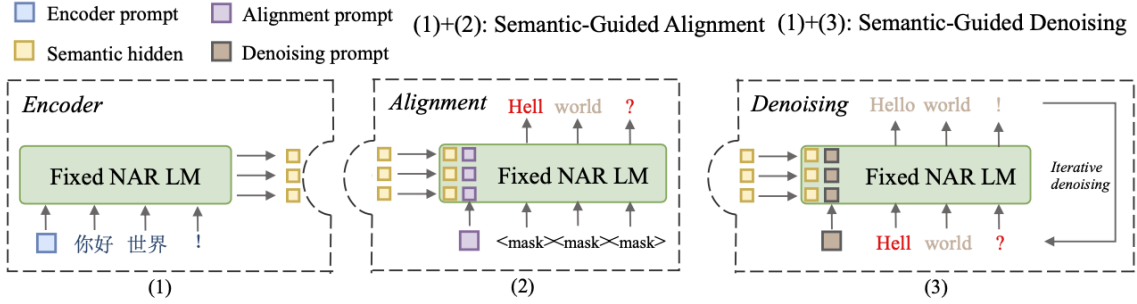 Encoder prompt
Alignment prompt
(1)+(2): Semantic-Guided Alignment
(1)+(3): Semantic-Guided Denoising
Semantic hidden
Denoising prompt
Encoder
Fixed NAR LM
你好 世界 !
(1)
Alignment
Hell world ?
Fixed NAR LM
<mask><mask><mask>
(2)
Denoising
Hello world !
Fixed NAR LM
Iterative
denoising
Hell world ?
(3)